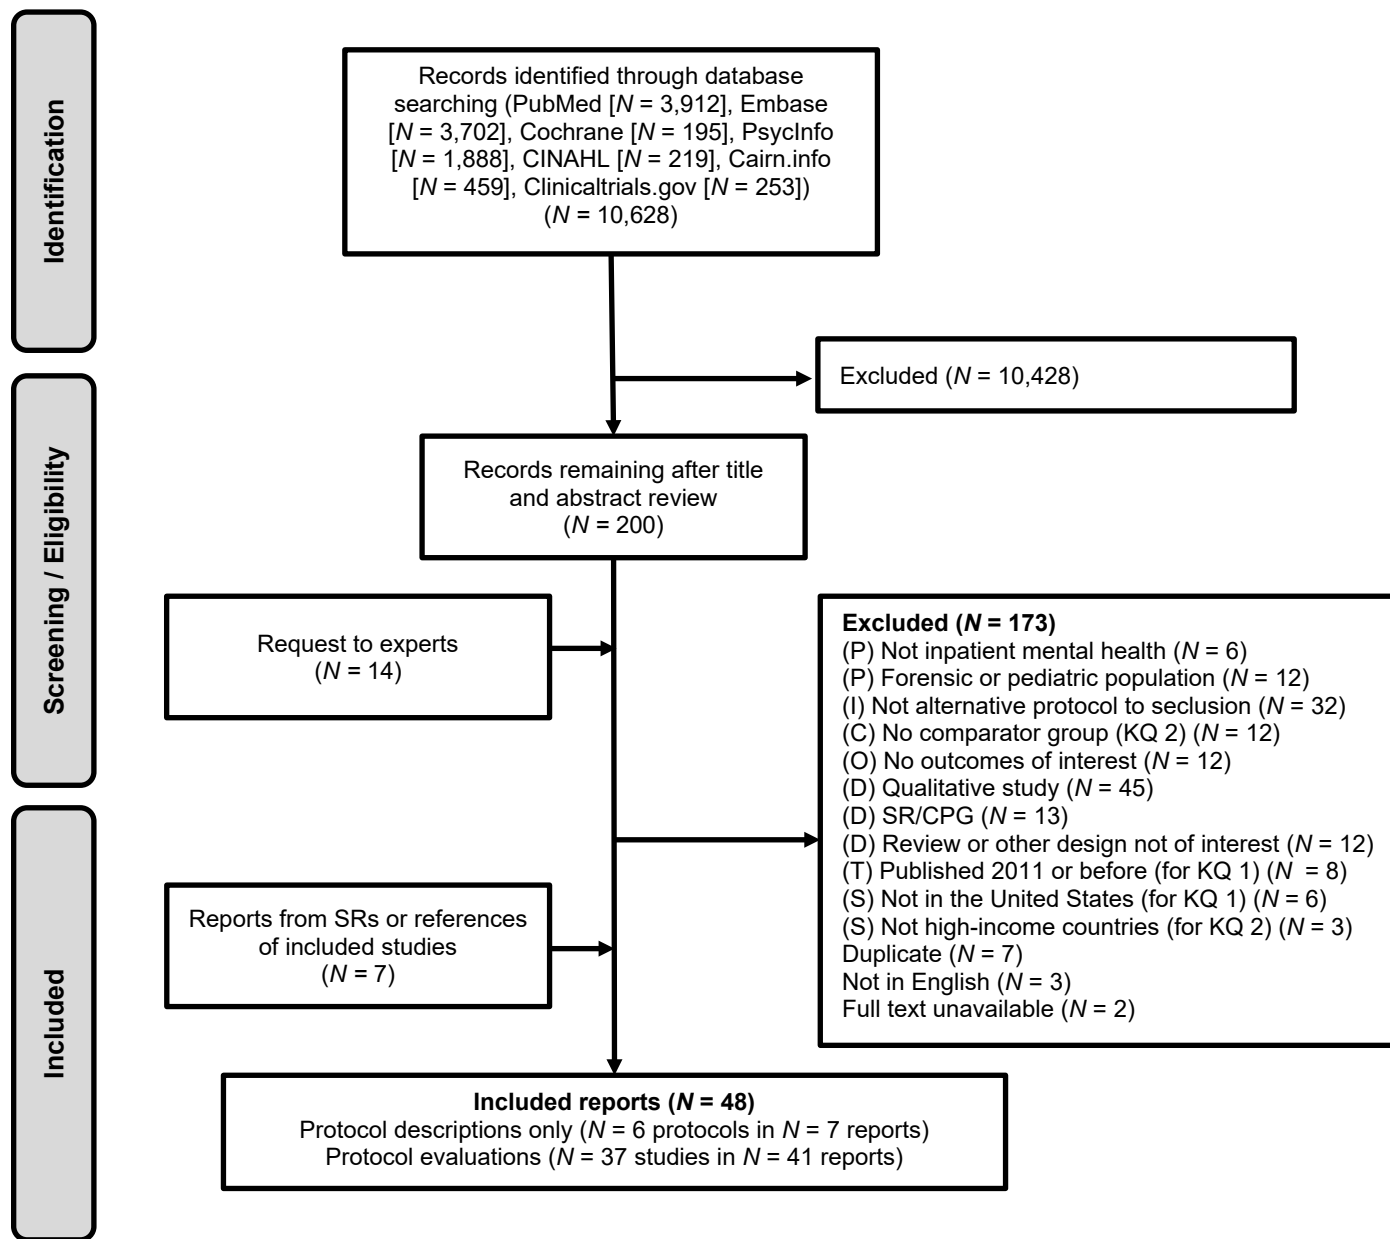 Identification
Records identified through database
searching (PubMed [N = 3,912], Embase
[N = 3,702], Cochrane [N = 195], PsycInfo
[N = 1,888], CINAHL [N = 219], Cairn.info
[N = 459], Clinicaltrials.gov [N = 253])
(N = 10,628)
Excluded (N = 10,428)
Screening / Eligibility
Records remaining after title
and abstract review
(N = 200)
Request to experts
(N = 14)
Excluded (N = 173)
(P) Not inpatient mental health (N = 6)
(P) Forensic or pediatric population (N = 12)
(I) Not alternative protocol to seclusion (N = 32)
(C) No comparator group (KQ 2) (N = 12)
(O) No outcomes of interest (N = 12)
(D) Qualitative study (N = 45)
(D) SR/CPG (N = 13)
(D) Review or other design not of interest (N = 12)
(T) Published 2011 or before (for KQ 1) (N = 8)
(S) Not in the United States (for KQ 1) (N = 6)
(S) Not high-income countries (for KQ 2) (N = 3)
Duplicate (N = 7)
Not in English (N = 3)
Full text unavailable (N = 2)
Included
Reports from SRs or references
of included studies
(N = 7)
Included reports (N = 48)
Protocol descriptions only (N = 6 protocols in N = 7 reports)
Protocol evaluations (N = 37 studies in N = 41 reports)